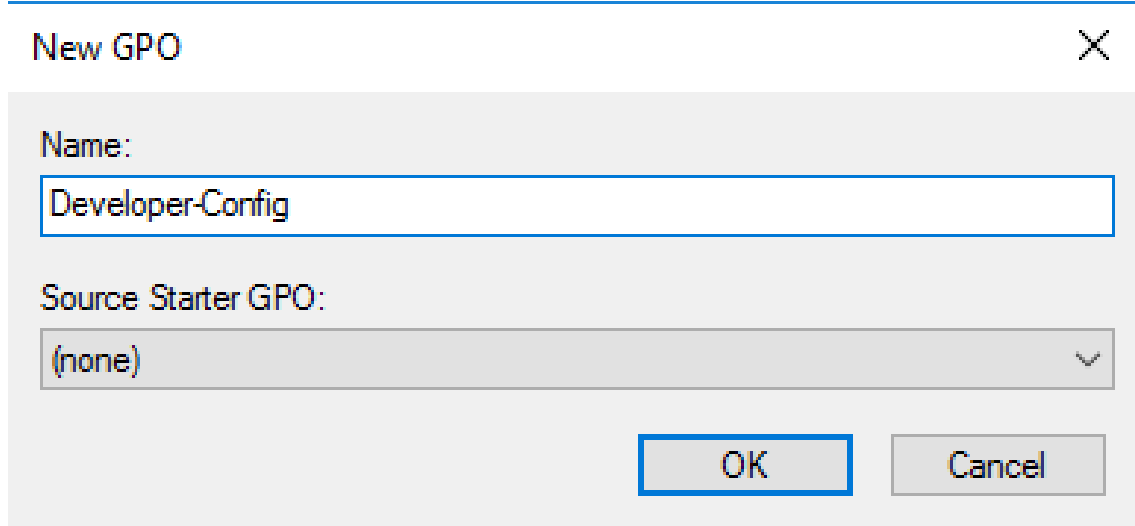 New GPO
Name:
Developer-Config
Source Starter GPO:
(none)
OK Cancel